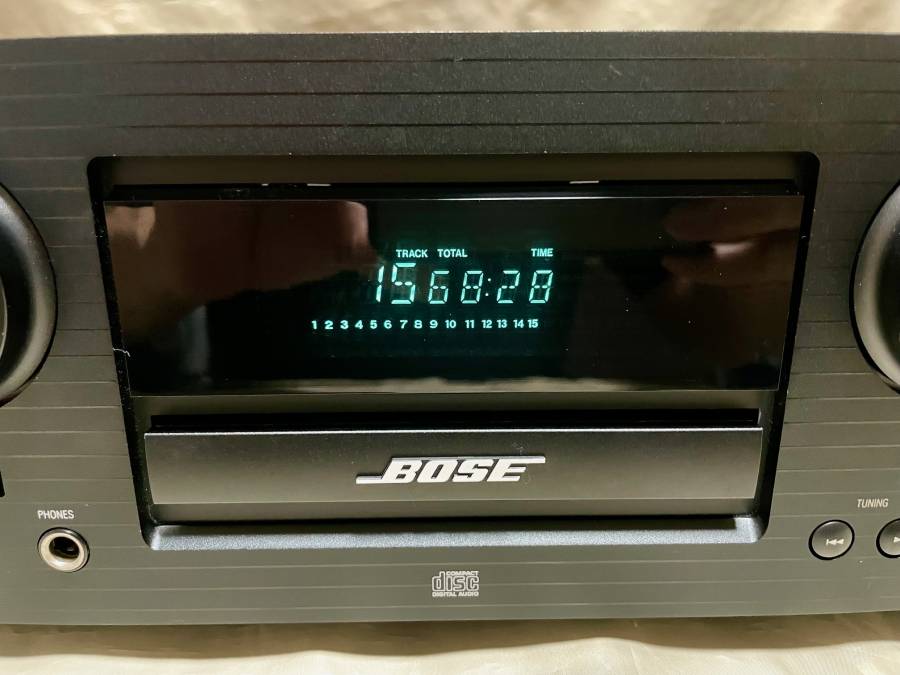 TRACK TOTAL TIME
15 68:28
1 2 3 4 5 6 7 8 9 10 11 12 13 14 15
BOSE
PHONES
TUNING
COMPACT
disc
DIGITAL AUDIO